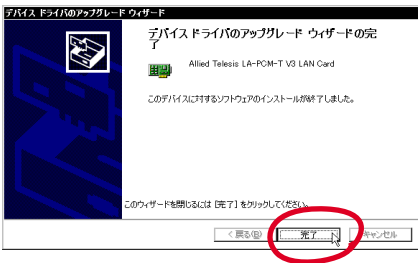 デバイス ドライバのアップグレード ウィザード
デバイス ドライバのアップグレード ウィザードの完
了
Allied Telesis LA-PCM-T V3 LAN Card
このデバイスに対するソフトウェアのインストールが終了しました。
このウィザードを閉じるには [完了] をクリックしてください。
< 戻る(B)
完了
キャンセル